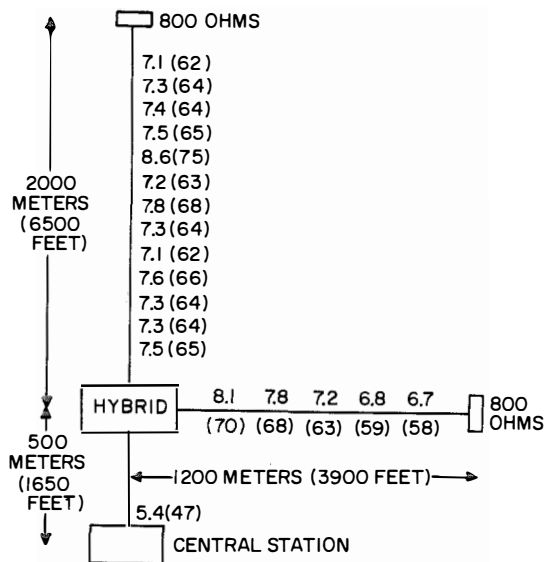 800 OHMS
7.1 (62)
7.3 (64)
7.4 (64)
7.5 (65)
8.6 (75)
7.2 (63)
7.8 (68)
7.3 (64)
7.1 (62)
7.6 (66)
7.3 (64)
7.3 (64)
7.5 (65)
2000
METERS
(6500
FEET)
HYBRID
8.1 7.8 7.2 6.8 6.7
(70) (68) (63) (59) (58)
800
OHMS
500
METERS
(1650
FEET)
1200 METERS (3900 FEET)
5.4(47)
CENTRAL STATION